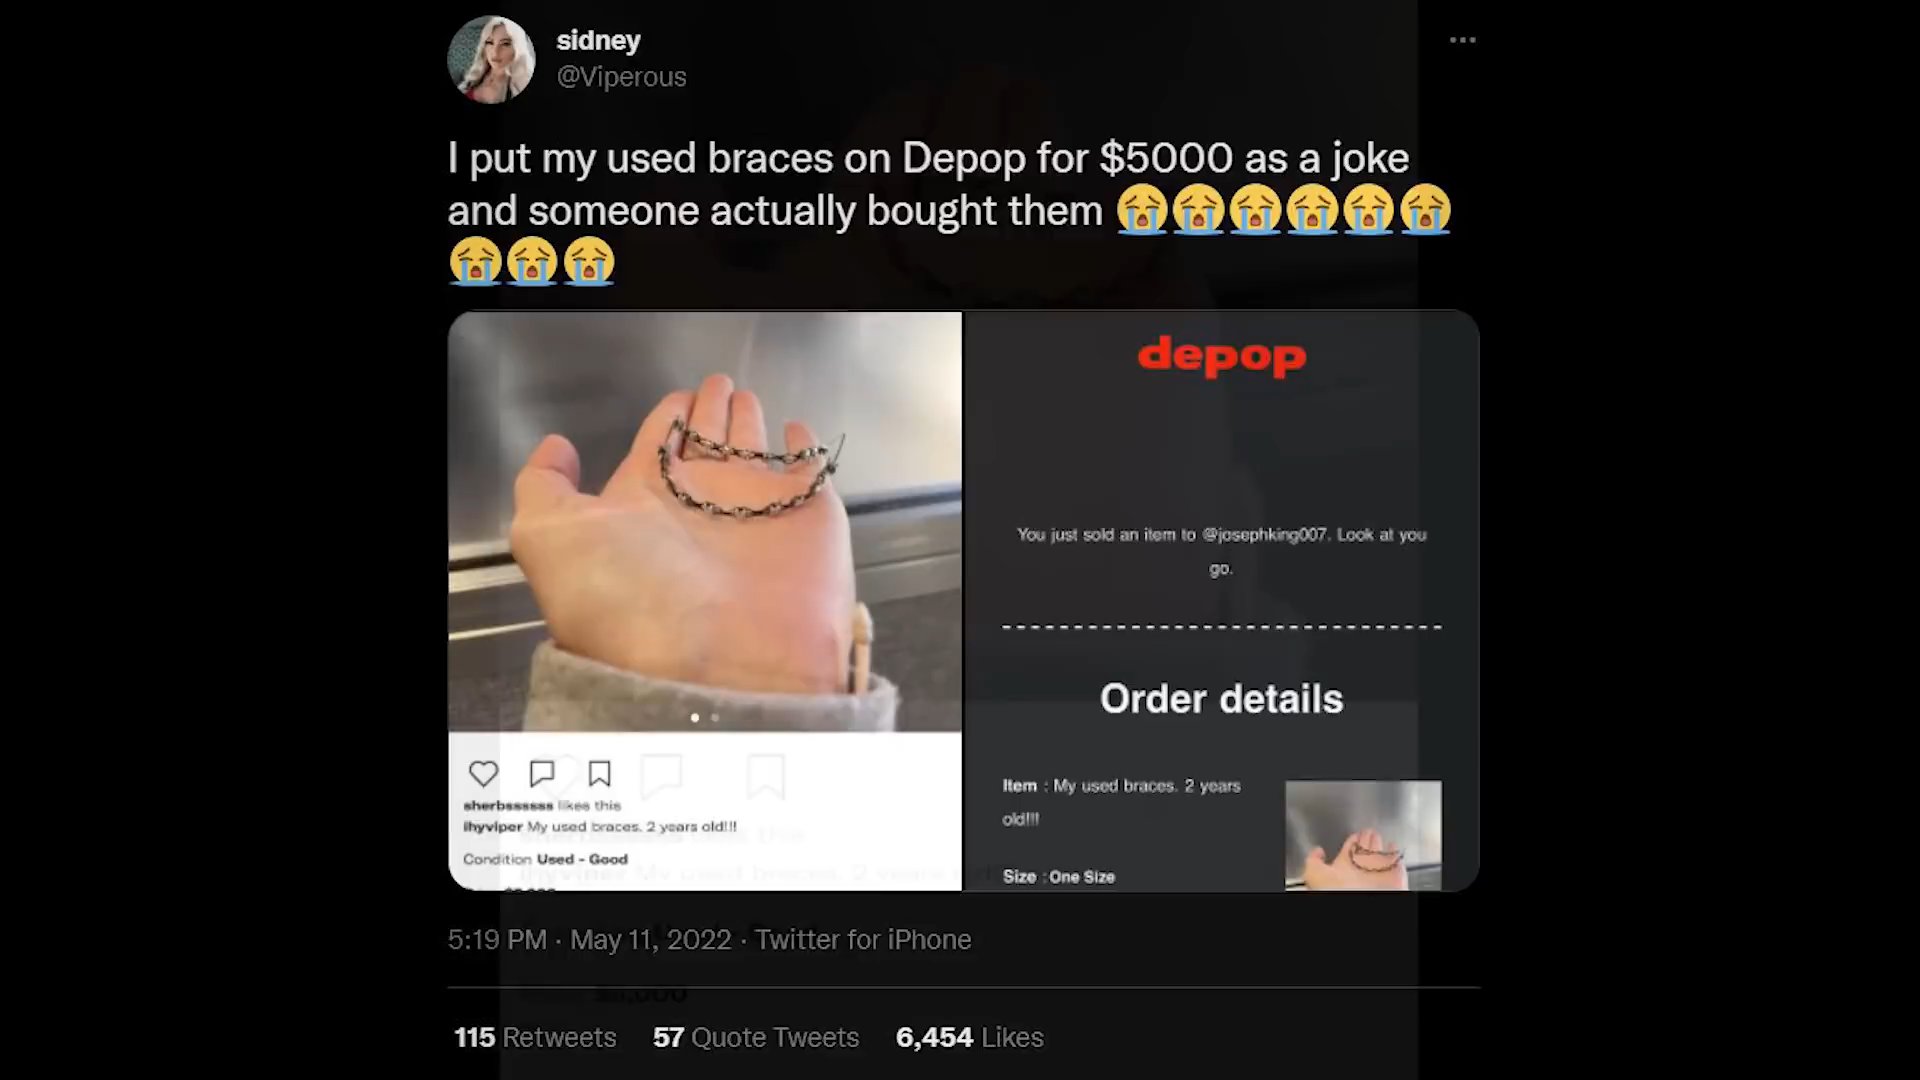 sidney
@Viperous
I put my used braces on Depop for $5000 as a joke
and someone actually bought them 😭😭😭😭😭😭
😭😭😭
depop
You just sold an item to @josephking007. Look at you
go.
Order details
Item : My used braces. 2 years
old!!!
Size : One Size
sherbssssss likes this
ihyviper My used braces. 2 years old!!!
Condition Used - Good
5:19 PM · May 11, 2022 · Twitter for iPhone
115 Retweets 57 Quote Tweets 6,454 Likes